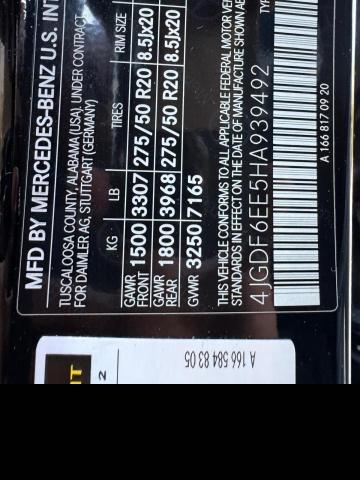 MFD BY MERCEDES-BENZ U.S. INT
TUSCALOOSA COUNTY, ALABAMA (USA), UNDER CONTRACT
FOR DAIMLER AG, STUTTGART (GERMANY)
KG LB TIRES RIM SIZE
GAWR FRONT 1500 3307 275/50 R20 8.5Jx20
GAWR REAR 1800 3968 275/50 R20 8.5Jx20
GVWR 3250 7165
THIS VEHICLE CONFORMS TO ALL APPLICABLE FEDERAL MOTOR VEH
STANDARDS IN EFFECT ON THE DATE OF MANUFACTURE SHOWN AB
4JGDF6EE5HA939492 TYP
A 166 817 09 20
A 166 584 83 05
2